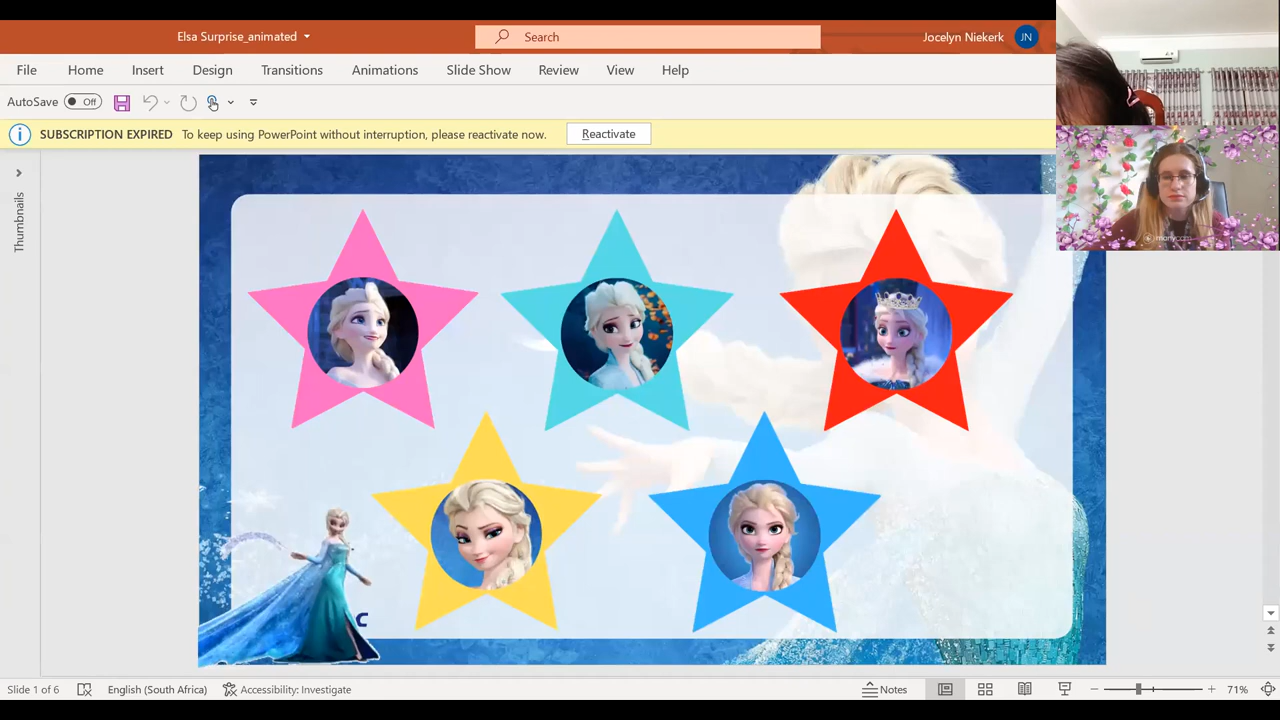 Elsa Surprise_animated
Search
Jocelyn Niekerk
JN
File
Home
Insert
Design
Transitions
Animations
Slide Show
Review
View
Help
AutoSave
Off
SUBSCRIPTION EXPIRED
To keep using PowerPoint without interruption, please reactivate now.
Reactivate
Thumbnails
manycam
C
Slide 1 of 6
English (South Africa)
Accessibility: Investigate
Notes
71%